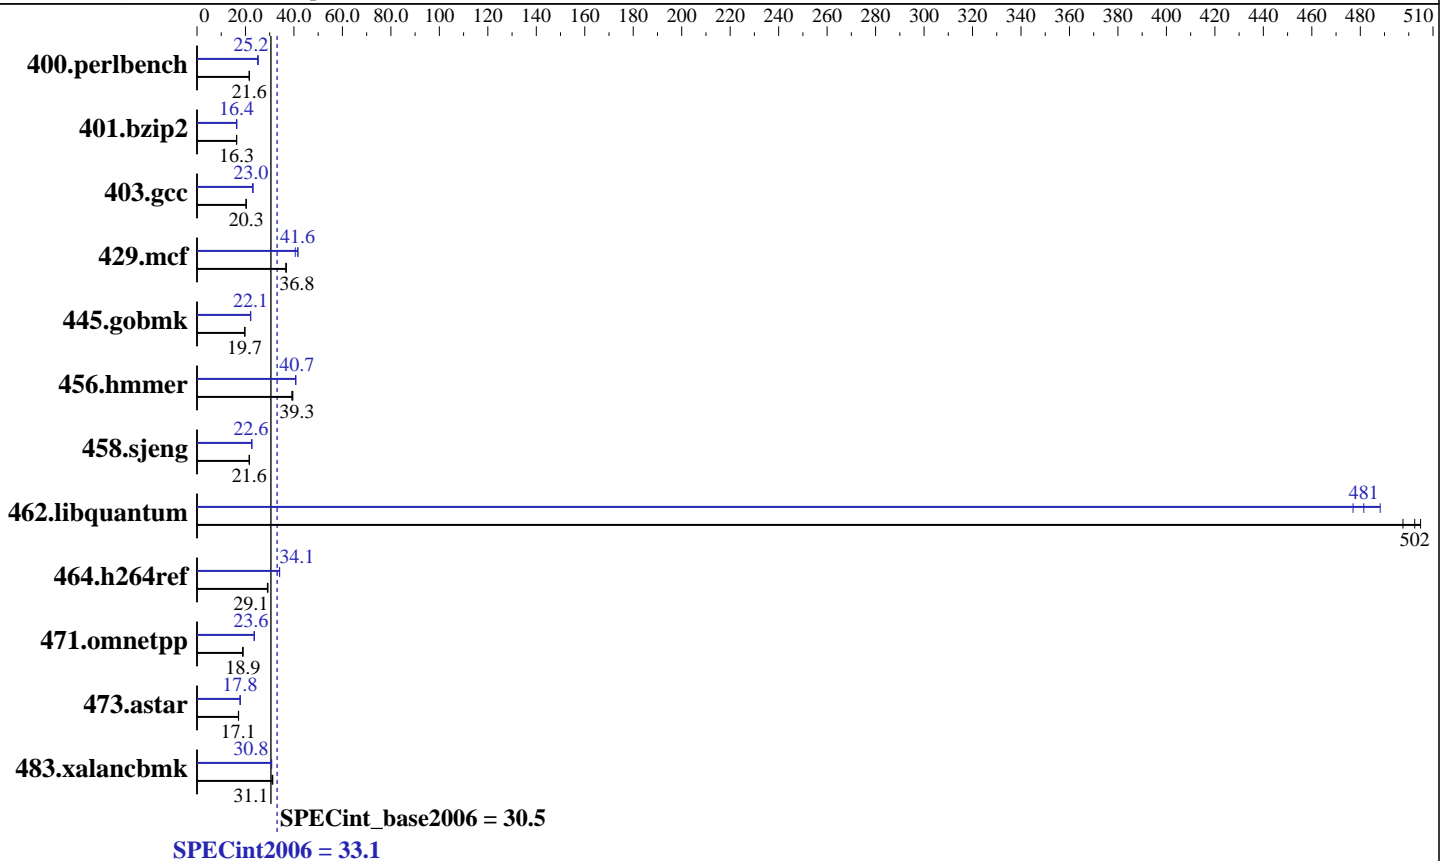 0 20.0 40.0 60.0 80.0 100 120 140 160 180 200 220 240 260 280 300 320 340 360 380 400 420 440 460 480 510
25.2
400.perlbench
21.6
16.4
401.bzip2
16.3
23.0
403.gcc
20.3
41.6
429.mcf
36.8
22.1
445.gobmk
19.7
40.7
456.hmmer
39.3
22.6
458.sjeng
21.6
481
462.libquantum
502
34.1
464.h264ref
29.1
23.6
471.omnetpp
18.9
17.8
473.astar
17.1
30.8
483.xalancbmk
31.1
SPECint_base2006 = 30.5
SPECint2006 = 33.1